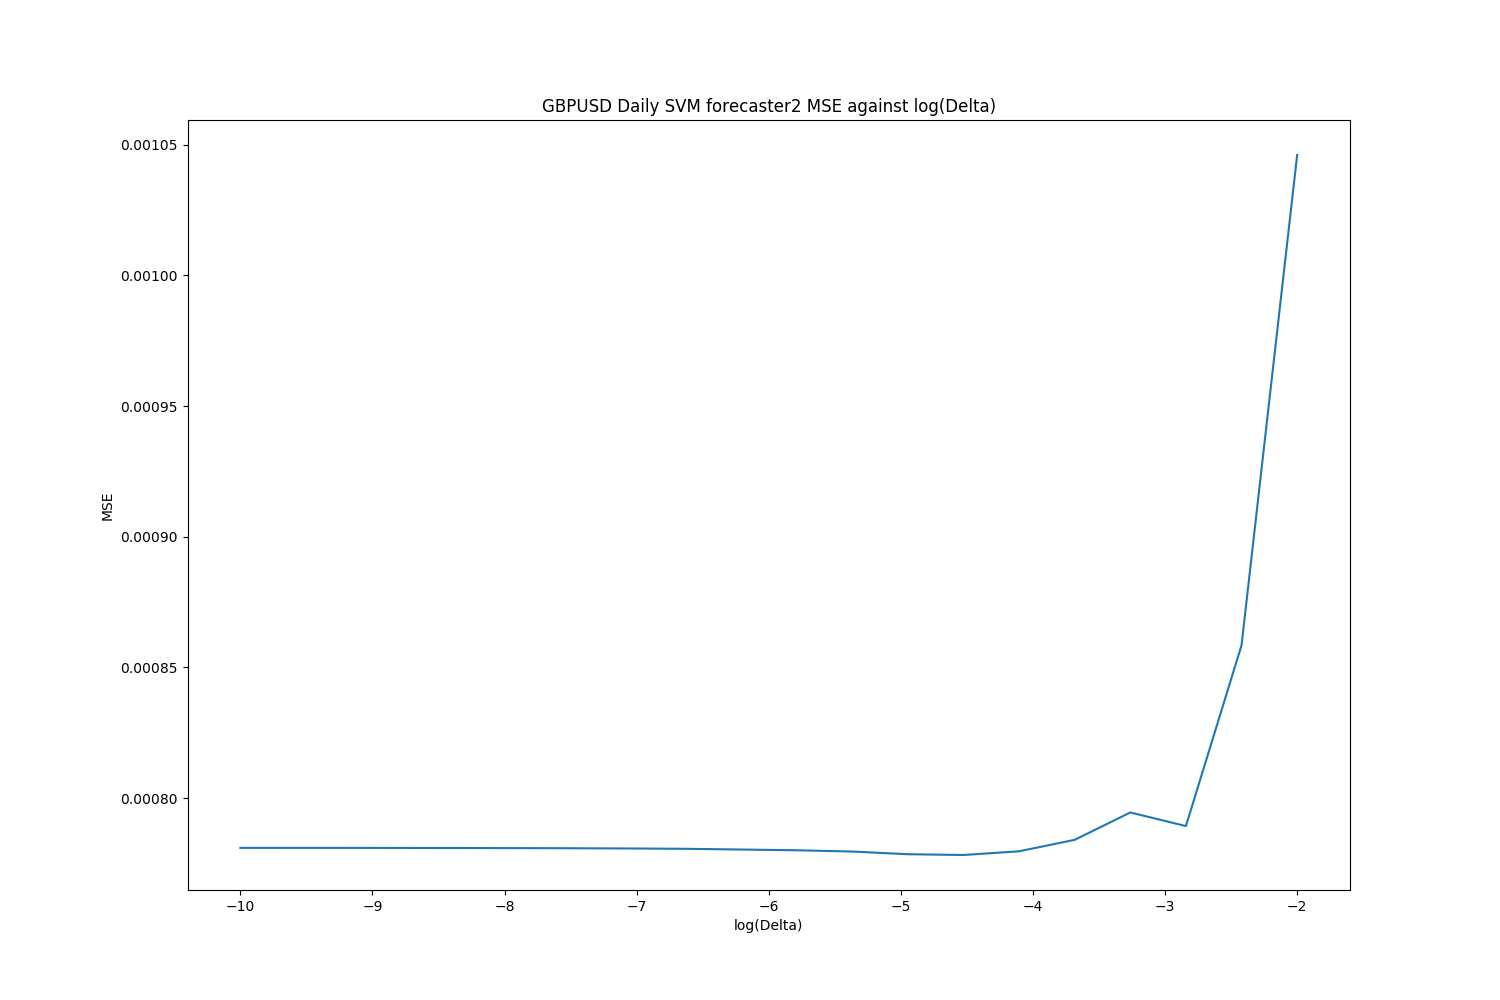 GBPUSD Daily SVM forecaster2 MSE against log(Delta)
0.00105
0.00100
0.00095
0.00090
0.00085
0.00080
MSE
−10 −9 −8 −7 −6 −5 −4 −3 −2
log(Delta)